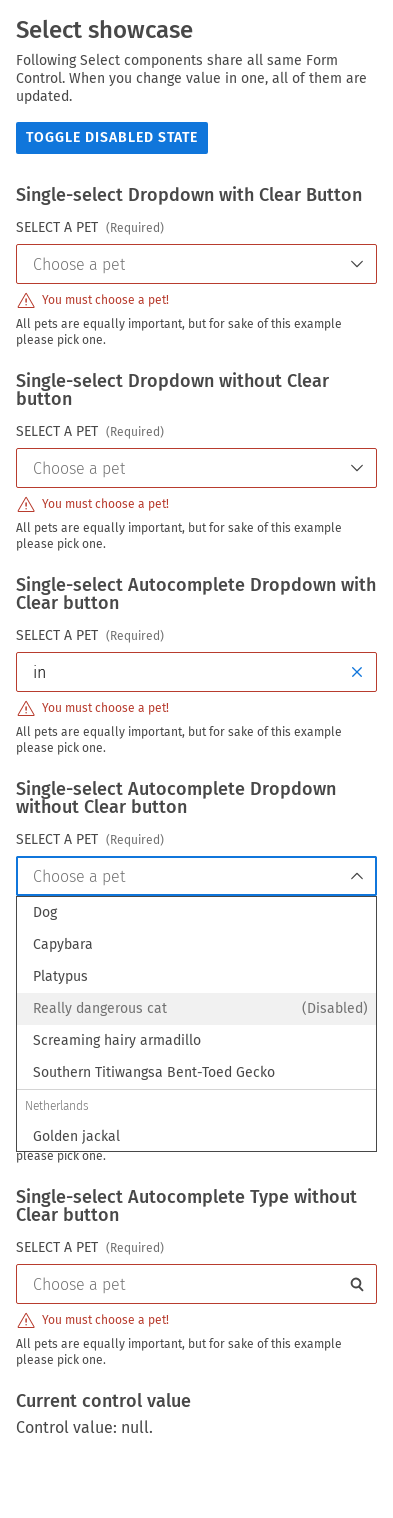 Select showcase
Following Select components share all same Form
Control. When you change value in one, all of them are
updated.
TOGGLE DISABLED STATE
Single-select Dropdown with Clear Button
SELECT A PET (Required)
Choose a pet
You must choose a pet!
All pets are equally important, but for sake of this example
please pick one.
Single-select Dropdown without Clear
button
SELECT A PET (Required)
Choose a pet
You must choose a pet!
All pets are equally important, but for sake of this example
please pick one.
Single-select Autocomplete Dropdown with
Clear button
SELECT A PET (Required)
in
You must choose a pet!
All pets are equally important, but for sake of this example
please pick one.
Single-select Autocomplete Dropdown
without Clear button
SELECT A PET (Required)
Choose a pet
Dog
Capybara
Platypus
Really dangerous cat (Disabled)
Screaming hairy armadillo
Southern Titiwangsa Bent-Toed Gecko
Netherlands
Golden jackal
please pick one.
Single-select Autocomplete Type without
Clear button
SELECT A PET (Required)
Choose a pet
You must choose a pet!
All pets are equally important, but for sake of this example
please pick one.
Current control value
Control value: null.